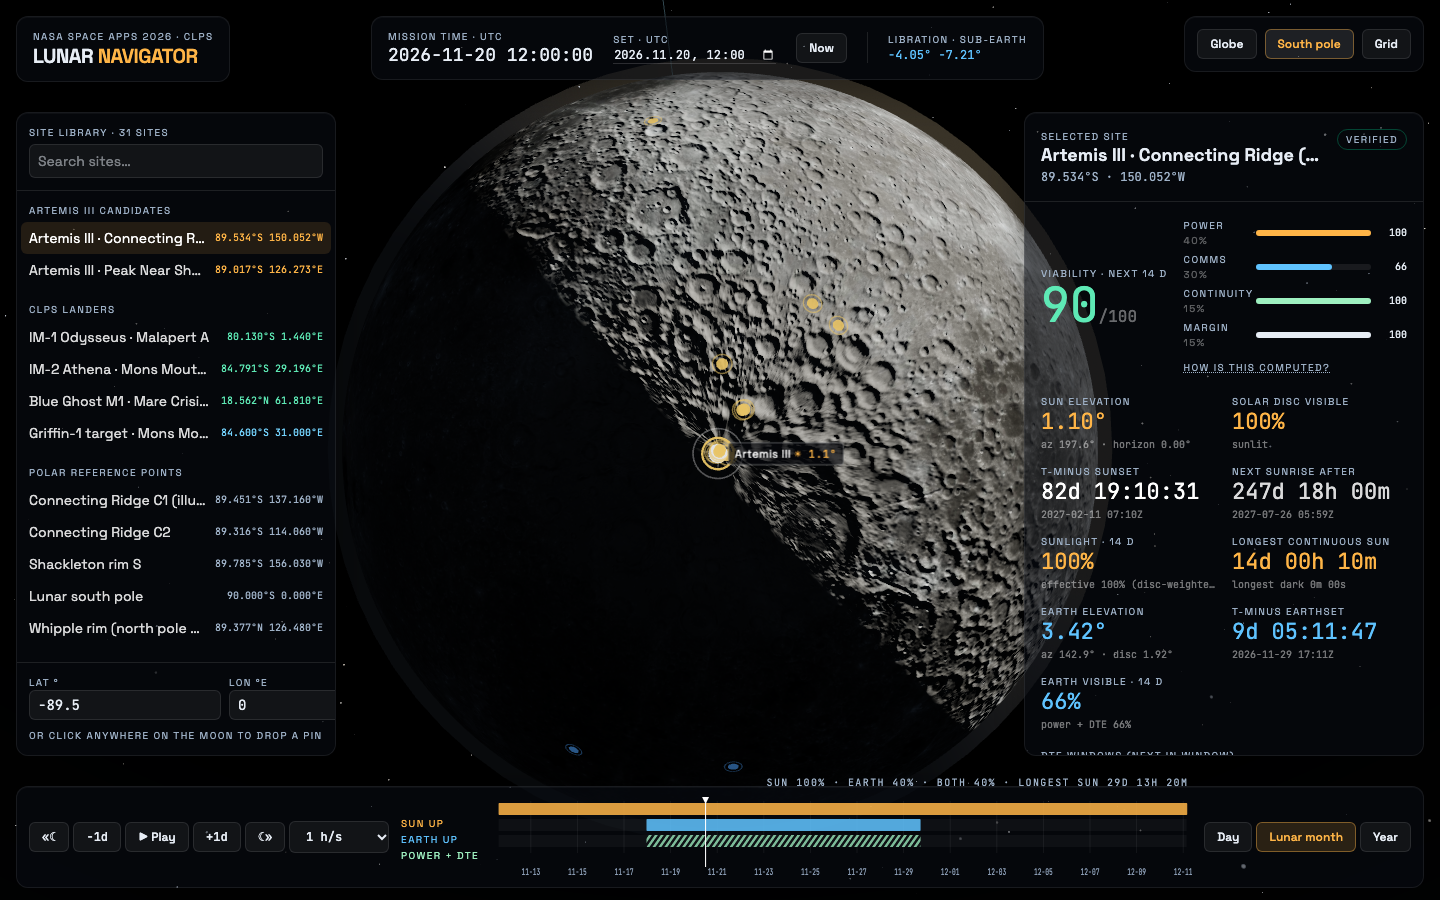 NASA SPACE APPS 2026 · CLPS
LUNAR NAVIGATOR
MISSION TIME · UTC
2026-11-20 12:00:00
SET · UTC
2026.11.20, 12:00
Now
LIBRATION · SUB-EARTH
-4.05° -7.21°
Globe
South pole
Grid
SITE LIBRARY · 31 SITES
Search sites…
ARTEMIS III CANDIDATES
Artemis III · Connecting R… 89.534°S 150.052°W
Artemis III · Peak Near Sh… 89.017°S 126.273°E
CLPS LANDERS
IM-1 Odysseus · Malapert A 80.130°S 1.440°E
IM-2 Athena · Mons Mout… 84.791°S 29.196°E
Blue Ghost M1 · Mare Crisi… 18.562°N 61.810°E
Griffin-1 target · Mons Mo… 84.600°S 31.000°E
POLAR REFERENCE POINTS
Connecting Ridge C1 (illu… 89.451°S 137.160°W
Connecting Ridge C2 89.316°S 114.060°W
Shackleton rim S 89.785°S 156.030°W
Lunar south pole 90.000°S 0.000°E
Whipple rim (north pole … 89.377°N 126.480°E
LAT °
LON °E
-89.5
0
OR CLICK ANYWHERE ON THE MOON TO DROP A PIN
Artemis III ☀ 1.1°
SELECTED SITE
VERIFIED
Artemis III · Connecting Ridge (…
89.534°S · 150.052°W
VIABILITY · NEXT 14 D
90/100
POWER
40%
100
COMMS
30%
66
CONTINUITY
15%
100
MARGIN
15%
100
HOW IS THIS COMPUTED?
SUN ELEVATION
1.10°
az 197.6° · horizon 0.00°
SOLAR DISC VISIBLE
100%
sunlit
T-MINUS SUNSET
82d 19:10:31
2027-02-11 07:10Z
NEXT SUNRISE AFTER
247d 18h 00m
2027-07-26 05:59Z
SUNLIGHT · 14 D
100%
effective 100% (disc-weighte…
LONGEST CONTINUOUS SUN
14d 00h 10m
longest dark 0m 00s
EARTH ELEVATION
3.42°
az 142.9° · disc 1.92°
T-MINUS EARTHSET
9d 05:11:47
2026-11-29 17:11Z
EARTH VISIBLE · 14 D
66%
power + DTE 66%
DTE WINDOWS (NEXT IN WINDOW)
SUN 100% · EARTH 40% · BOTH 40% · LONGEST SUN 29D 13H 20M
«☾
-1d
▶ Play
+1d
☾»
1 h/s
SUN UP
EARTH UP
POWER + DTE
11-13 11-15 11-17 11-19 11-21 11-23 11-25 11-27 11-29 12-01 12-03 12-05 12-07 12-09 12-11
Day
Lunar month
Year